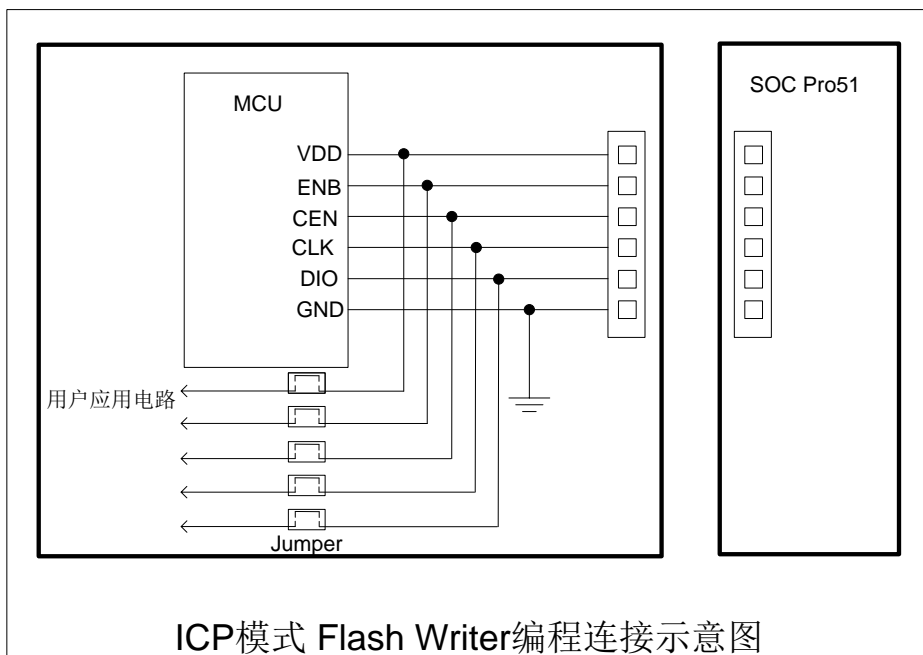 MCU
SOC Pro51
VDD
ENB
CEN
CLK
DIO
GND
用户应用电路
Jumper
ICP模式 Flash Writer编程连接示意图